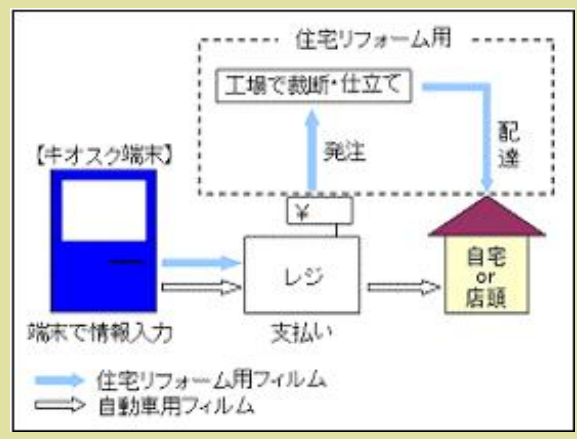 住宅リフォーム用
工場で裁断・仕立て
発注
配達
【キオスク端末】
¥
レジ
自宅
or
店頭
端末で情報入力
支払い
住宅リフォーム用フィルム
自動車用フィルム